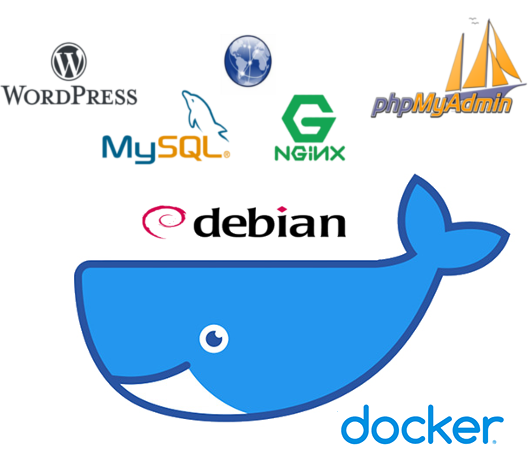 WORDPRESS
phpMyAdmin
MySQL®
NGiNX
debian
docker